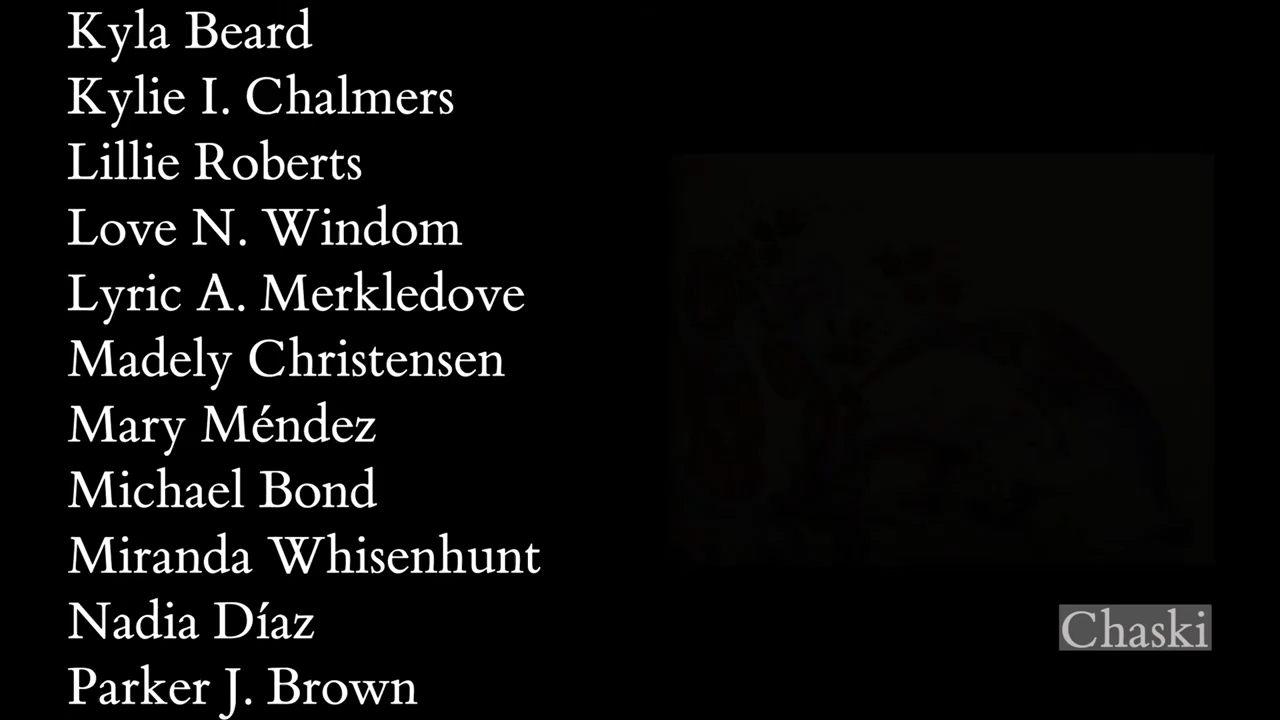 Kyla Beard
Kylie I. Chalmers
Lillie Roberts
Love N. Windom
Lyric A. Merkledove
Madely Christensen
Mary Méndez
Michael Bond
Miranda Whisenhunt
Nadia Díaz
Parker J. Brown
Chaski